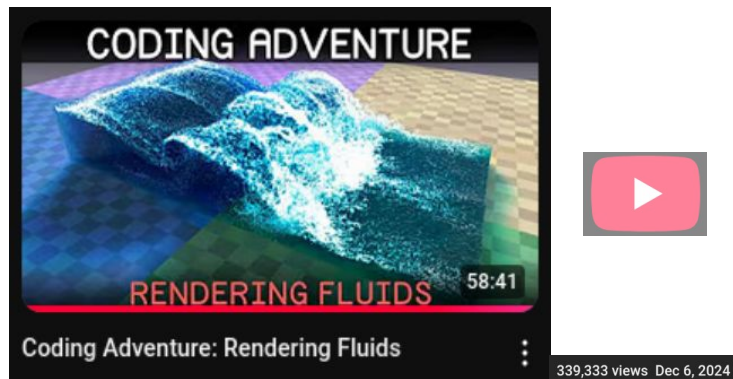 CODING ADVENTURE
RENDERING FLUIDS
58:41
Coding Adventure: Rendering Fluids
339,333 views Dec 6, 2024